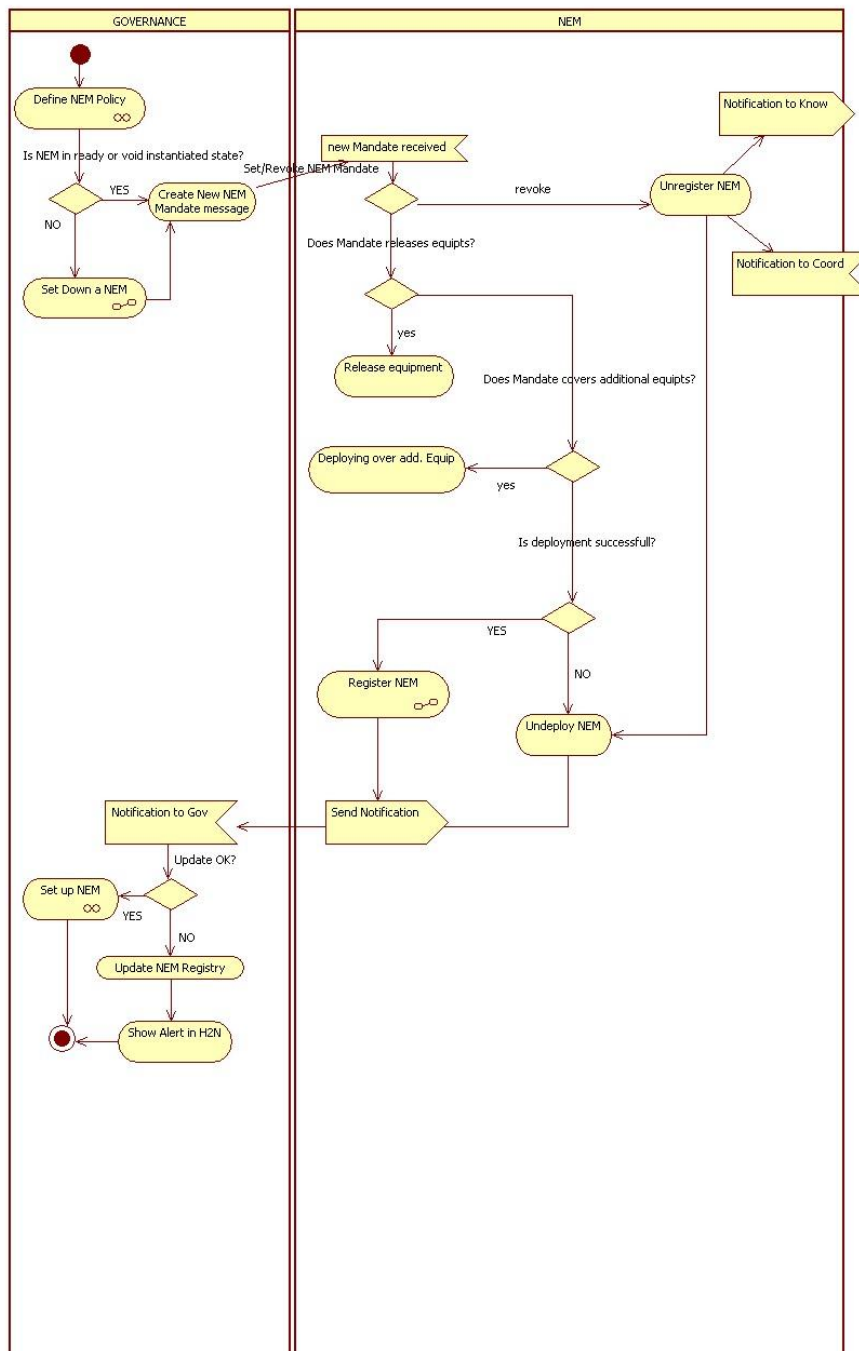 GOVERNANCE
NEM
Define NEM Policy
Notification to Know
Is NEM in ready or void instantiated state?
new Mandate received
Set/Revoke NEM Mandate
YES
Create New NEM
Mandate message
revoke
Unregister NEM
NO
Does Mandate releases equipts?
Notification to Coord
Set Down a NEM
yes
Release equipment
Does Mandate covers additional equipts?
Deploying over add. Equip
yes
Is deployment successfull?
YES
Register NEM
NO
Undeploy NEM
Notification to Gov
Send Notification
Update OK?
Set up NEM
YES
NO
Update NEM Registry
Show Alert in H2N